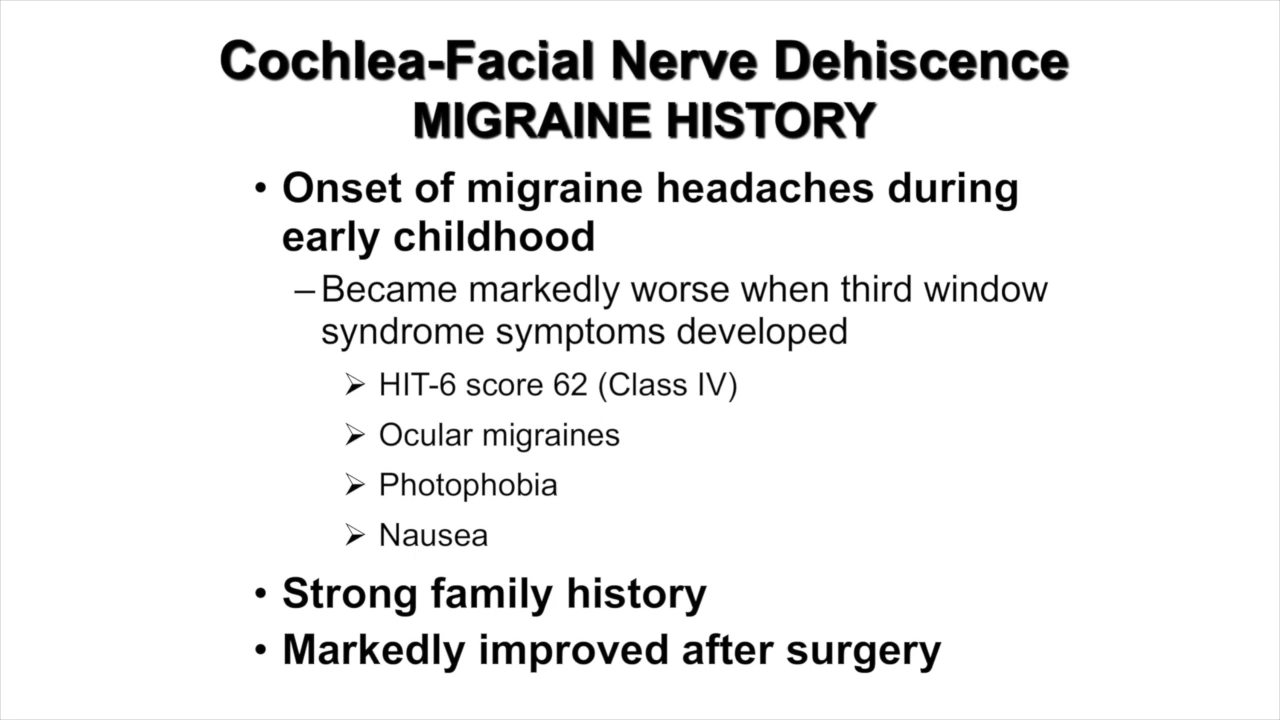 Cochlea-Facial Nerve Dehiscence
MIGRAINE HISTORY
• Onset of migraine headaches during
early childhood
– Became markedly worse when third window
syndrome symptoms developed
➢ HIT-6 score 62 (Class IV)
➢ Ocular migraines
➢ Photophobia
➢ Nausea
• Strong family history
• Markedly improved after surgery